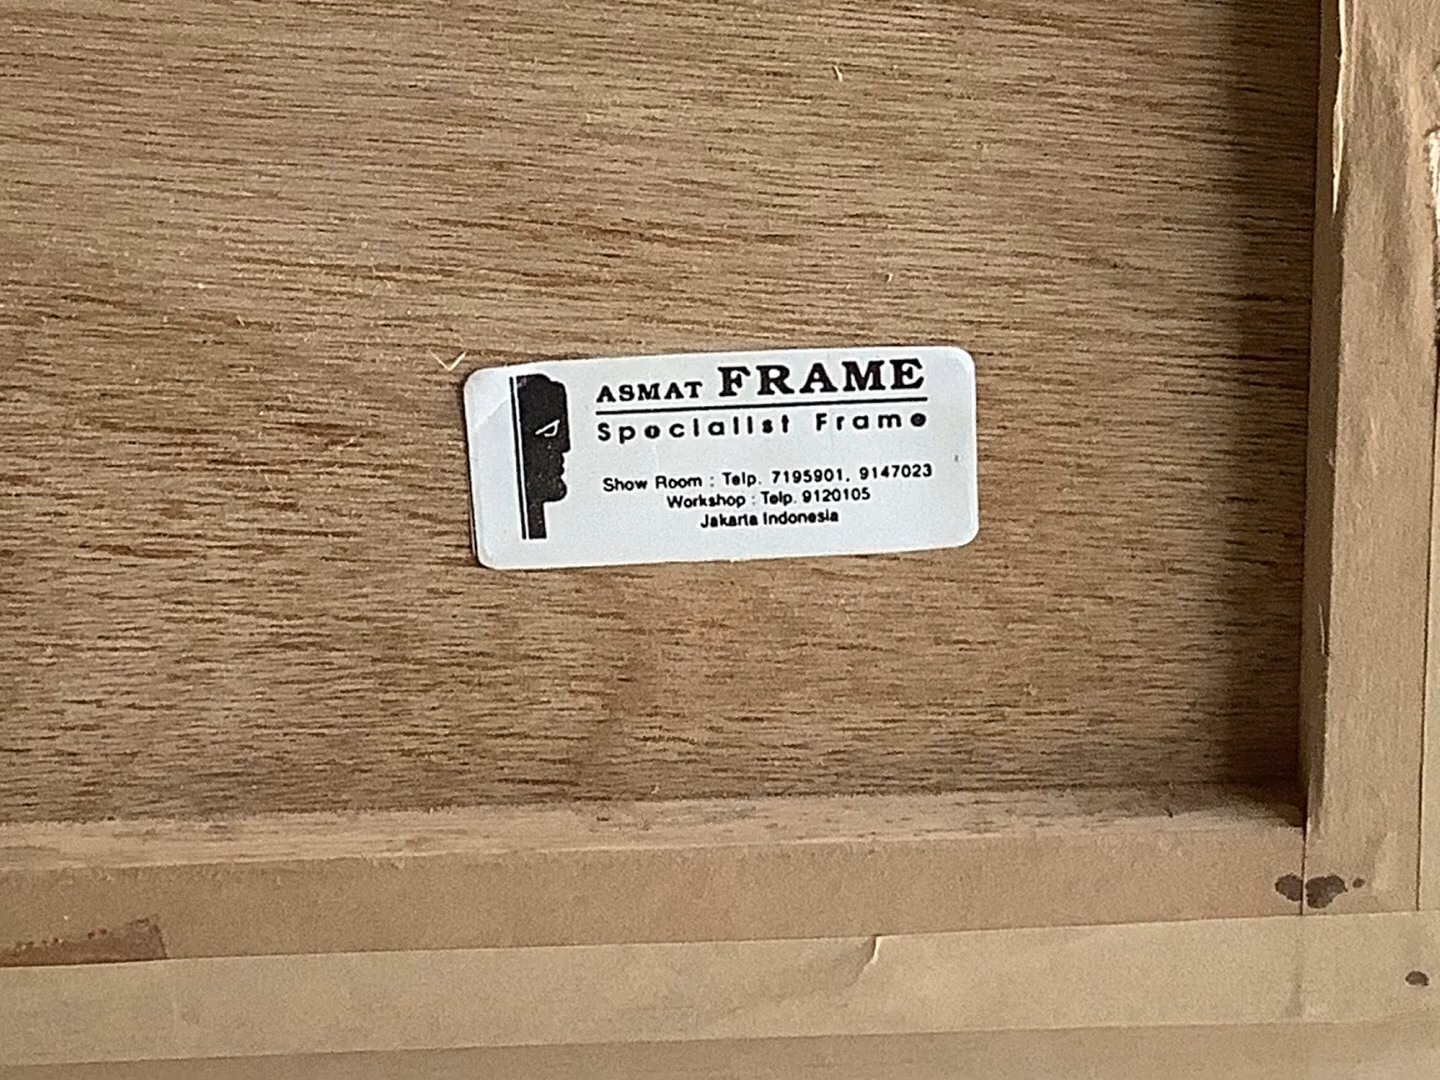 ASMAT FRAME
Specialist Frame
Show Room : Telp. 7195901, 9147023
Workshop : Telp. 9120105
Jakarta Indonesia